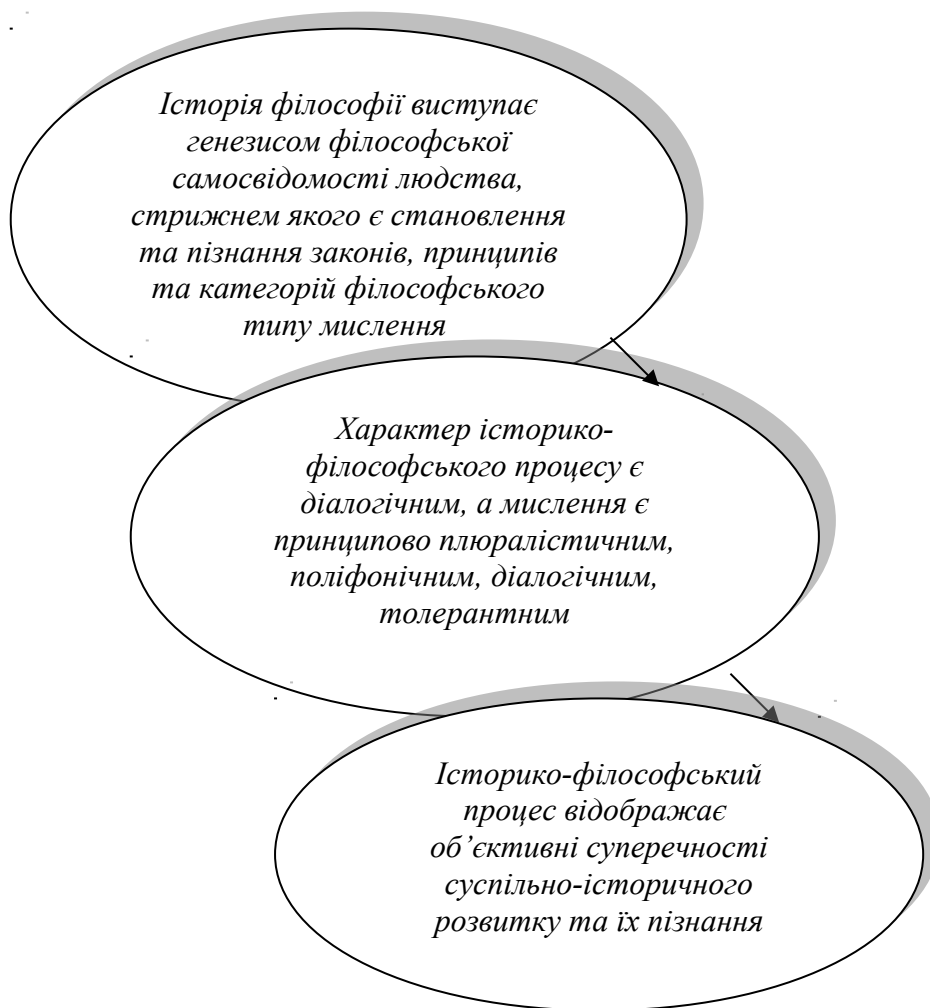 Історія філософії виступає
генезисом філософської
самосвідомості людства,
стрижнем якого є становлення
та пізнання законів, принципів
та категорій філософського
типу мислення
Характер історико-
філософського процесу є
діалогічним, а мислення є
принципово плюралістичним,
поліфонічним, діалогічним,
толерантним
Історико-філософський
процес відображає
об’єктивні суперечності
суспільно-історичного
розвитку та їх пізнання